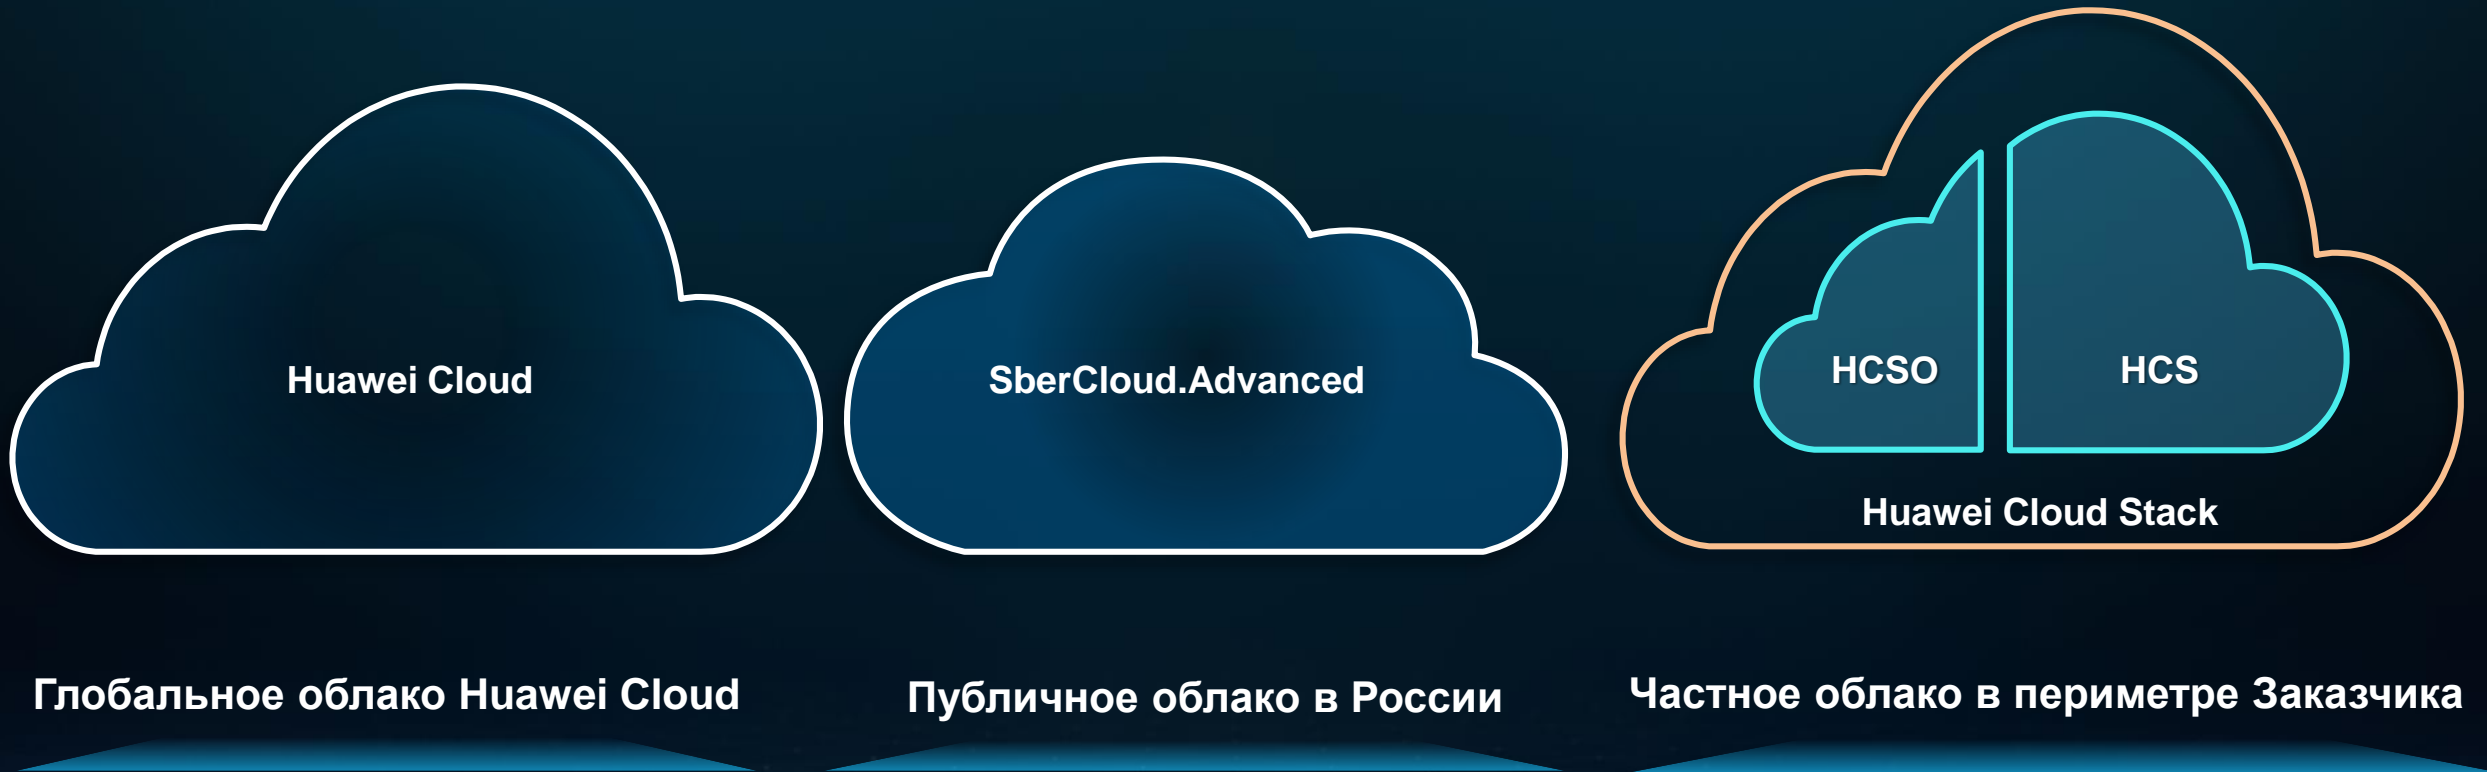 Huawei Cloud
SberCloud.Advanced
HCSO
HCS
Huawei Cloud Stack
Глобальное облако Huawei Cloud
Публичное облако в России
Частное облако в периметре Заказчика